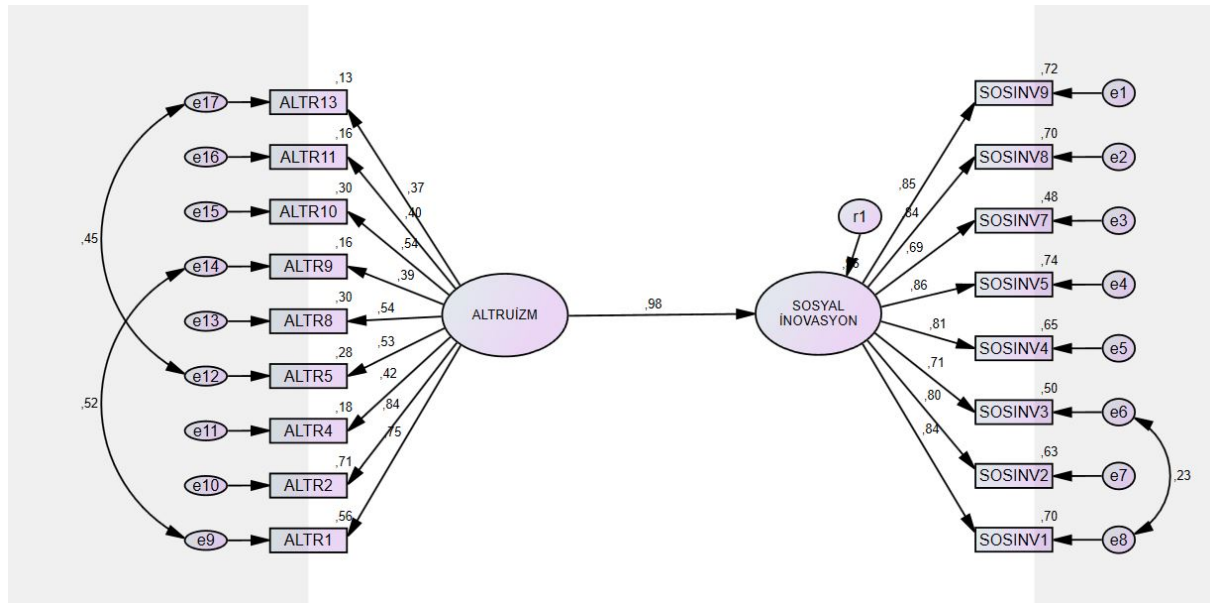 ,13
e17 ALTR13
,16
e16 ALTR11
,37
,30
,40
e15 ALTR10
,45
,16
,54
e14 ALTR9
,39
,30
e13 ALTR8
,54
,28
,53
e12 ALTR5
,52
,18
,42
e11 ALTR4
,84
,71
,75
e10 ALTR2
,56
e9 ALTR1
ALTRUİZM
,98
r1
SOSYAL
İNOVASYON
,72
SOSINV9 e1
,70
SOSINV8 e2
,85
,84
,48
SOSINV7 e3
,69
,74
SOSINV5 e4
,86
,65
SOSINV4 e5
,81
,50
,71
SOSINV3 e6
,80
,63
,84
SOSINV2 e7
,23
,70
SOSINV1 e8